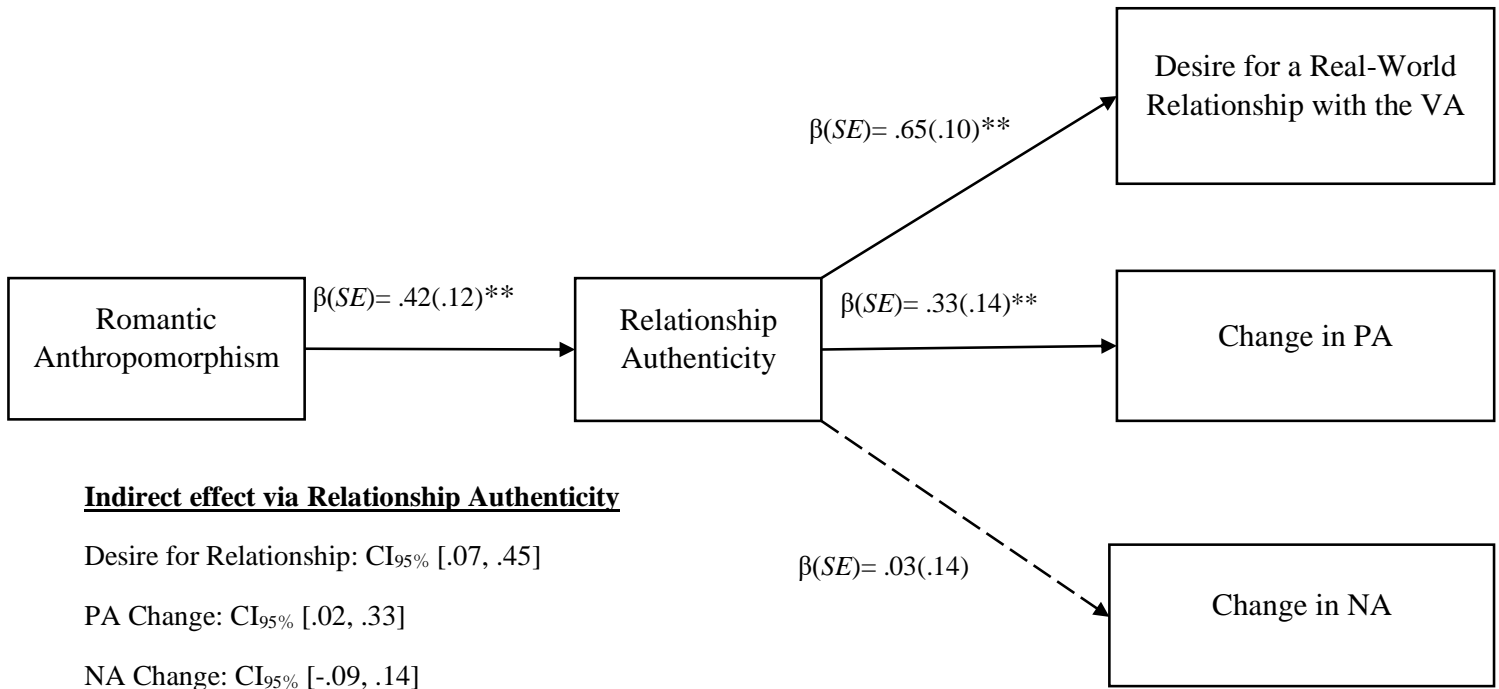 Desire for a Real-World
Relationship with the VA
β(SE)= .65(.10)**
Romantic
Anthropomorphism
β(SE)= .42(.12)**
Relationship
Authenticity
β(SE)= .33(.14)**
Change in PA
Indirect effect via Relationship Authenticity
Desire for Relationship: CI95% [.07, .45]
PA Change: CI95% [.02, .33]
NA Change: CI95% [-.09, .14]
β(SE)= .03(.14)
Change in NA